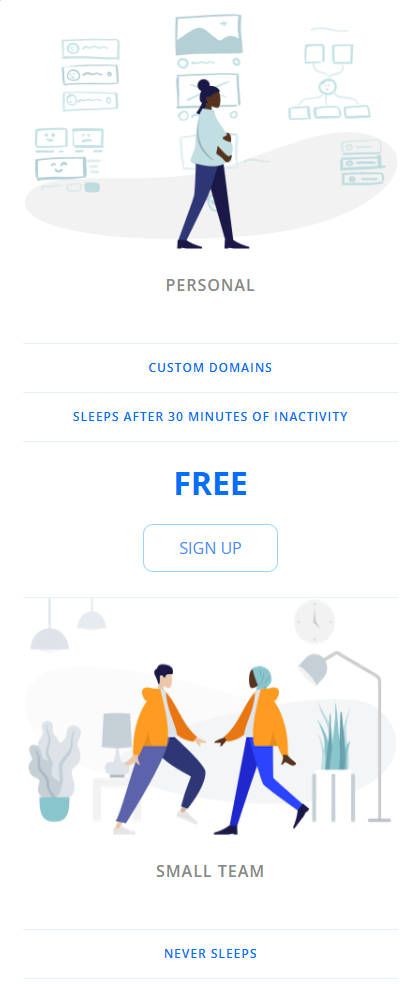 PERSONAL
CUSTOM DOMAINS
SLEEPS AFTER 30 MINUTES OF INACTIVITY
FREE
SIGN UP
SMALL TEAM
NEVER SLEEPS